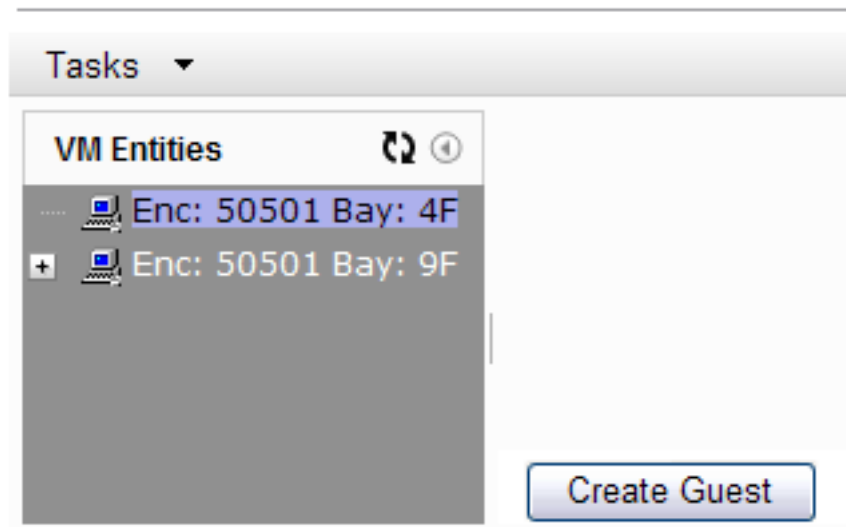 Tasks
VM Entities
Enc: 50501 Bay: 4F
Enc: 50501 Bay: 9F
Create Guest